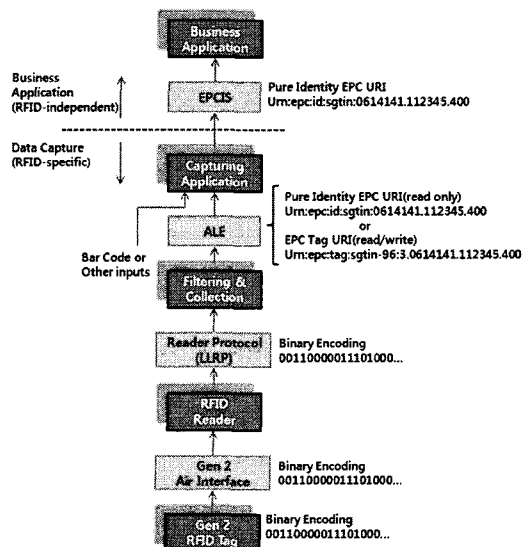 Business
Application
Business
Application
(RFID-independent)
EPCIS
Pure Identity EPC URI
Urn:epc:id:sgtin:0614141.112345.400
Data Capture
(RFID-specific)
Capturing
Application
Pure Identity EPC URI(read only)
Urn:epc:id:sgtin:0614141.112345.400
or
EPC Tag URI(read/write)
Urn:epc:tag:sgtin-96:3.0614141.112345.400
ALE
Bar Code or
Other inputs
Filtering &
Collection
Reader Protocol
(LLRP)
Binary Encoding
00110000011101000...
RFID
Reader
Gen 2
Air Interface
Binary Encoding
00110000011101000...
Gen 2
RFID Tag
Binary Encoding
00110000011101000...